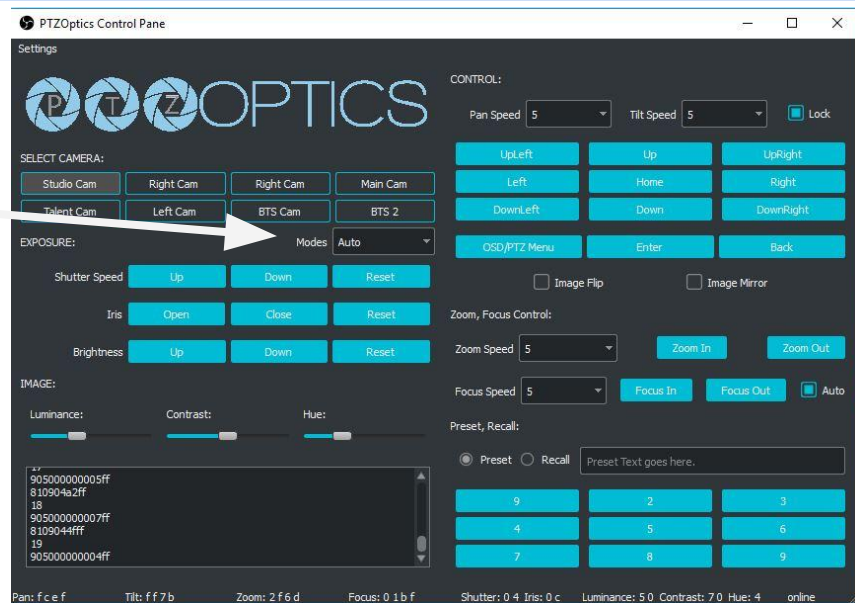 PTZOptics Control Pane
Settings
PTZOPTICS
SELECT CAMERA:
Studio Cam Right Cam Right Cam Main Cam
Talent Cam Left Cam BTS Cam BTS 2
EXPOSURE: Modes Auto
Shutter Speed Up Down Reset
Iris Open Close Reset
Brightness Up Down Reset
IMAGE:
Luminance: Contrast: Hue:
17
905000000005ff
810904a2ff
18
905000000007ff
8109044fff
19
905000000004ff
CONTROL:
Pan Speed 5 Tilt Speed 5 Lock
UpLeft Up UpRight
Left Home Right
DownLeft Down DownRight
OSD/PTZ Menu Enter Back
Image Flip Image Mirror
Zoom, Focus Control:
Zoom Speed 5 Zoom In Zoom Out
Focus Speed 5 Focus In Focus Out Auto
Preset, Recall:
Preset Recall Preset Text goes here.
9 2 3
4 5 6
7 8 9
Pan: f c e f Tilt: f f 7 b Zoom: 2 f 6 d Focus: 0 1 b f Shutter: 0 4 Iris: 0 c Luminance: 5 0 Contrast: 7 0 Hue: 4 online